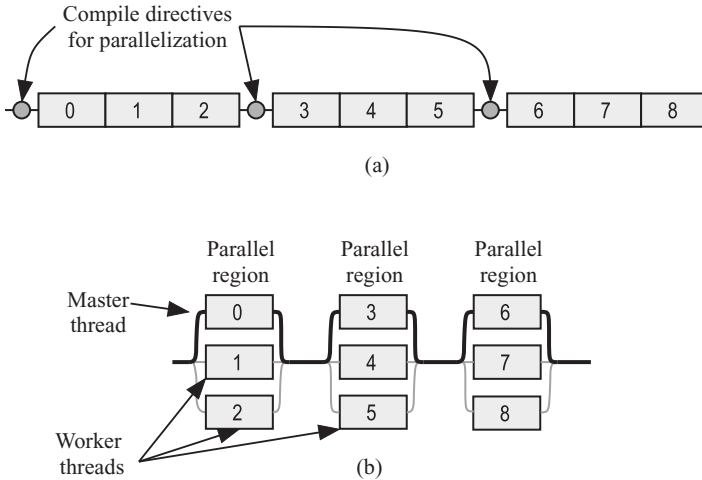 Compile directives
for parallelization
0 1 2 3 4 5 6 7 8
(a)
Parallel
region
Parallel
region
Parallel
region
Master
thread
0 3 6
1 4 7
2 5 8
Worker
threads
(b)